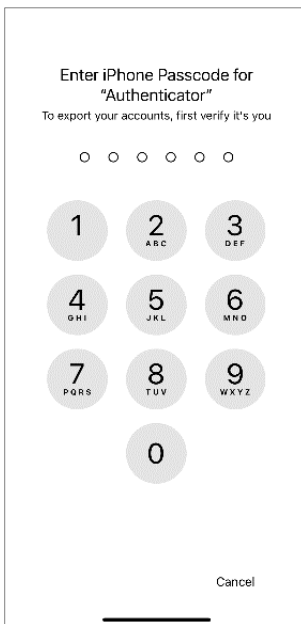 Enter iPhone Passcode for
“Authenticator”
To export your accounts, first verify it's you
1 2 3
ABC DEF
4 5 6
GHI JKL MNO
7 8 9
PQRS TUV WXYZ
0
Cancel